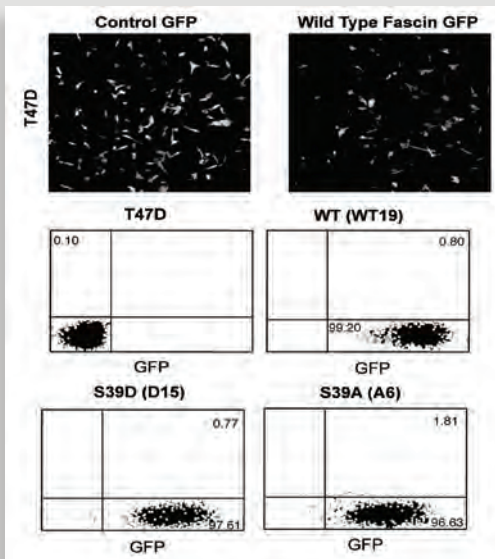 Control GFP Wild Type Fascin GFP
T47D
T47D WT (WT19)
0.10 0.80
99.20
GFP GFP
S39D (D15) S39A (A6)
0.77 1.81
97.61 96.63
GFP GFP